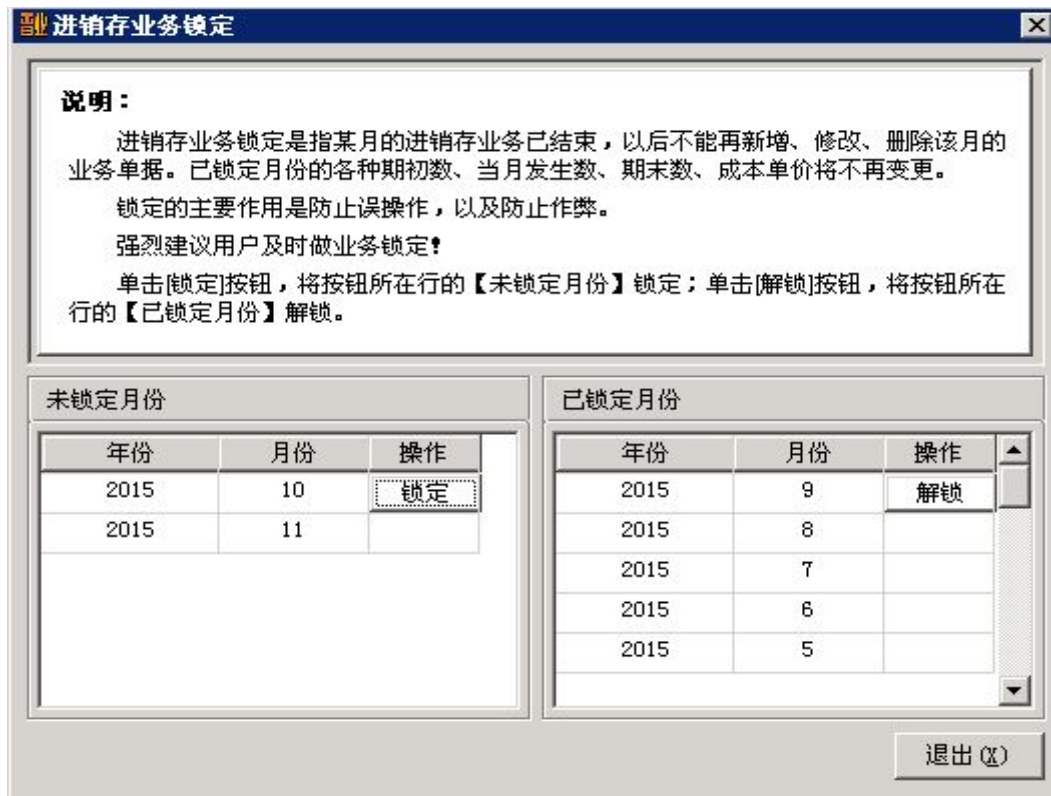 进销存业务锁定
说明：
进销存业务锁定是指某月的进销存业务已结束，以后不能再新增、修改、删除该月的
业务单据。已锁定月份的各种期初数、当月发生数、期末数、成本单价将不再变更。
锁定的主要作用是防止误操作，以及防止作弊。
强烈建议用户及时做业务锁定！
单击[锁定]按钮，将按钮所在行的【未锁定月份】锁定；单击[解锁]按钮，将按钮所在
行的【已锁定月份】解锁。
未锁定月份
年份 月份 操作
2015 10 锁定
2015 11
已锁定月份
年份 月份 操作
2015 9 解锁
2015 8
2015 7
2015 6
2015 5
退出(X)